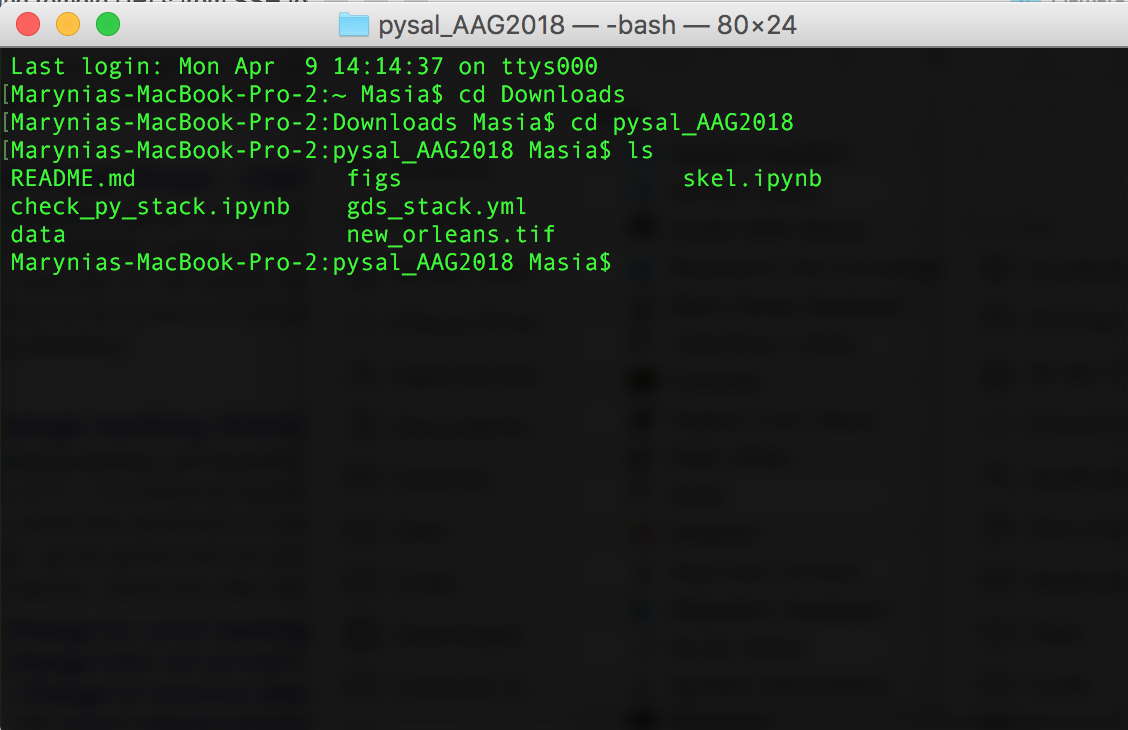 pysal_AAG2018 — -bash — 80×24
Last login: Mon Apr  9 14:14:37 on ttys000
[Marynias-MacBook-Pro-2:~ Masia$ cd Downloads
[Marynias-MacBook-Pro-2:Downloads Masia$ cd pysal_AAG2018
[Marynias-MacBook-Pro-2:pysal_AAG2018 Masia$ ls
README.md               figs                    skel.ipynb
check_py_stack.ipynb    gds_stack.yml
data                    new_orleans.tif
Marynias-MacBook-Pro-2:pysal_AAG2018 Masia$